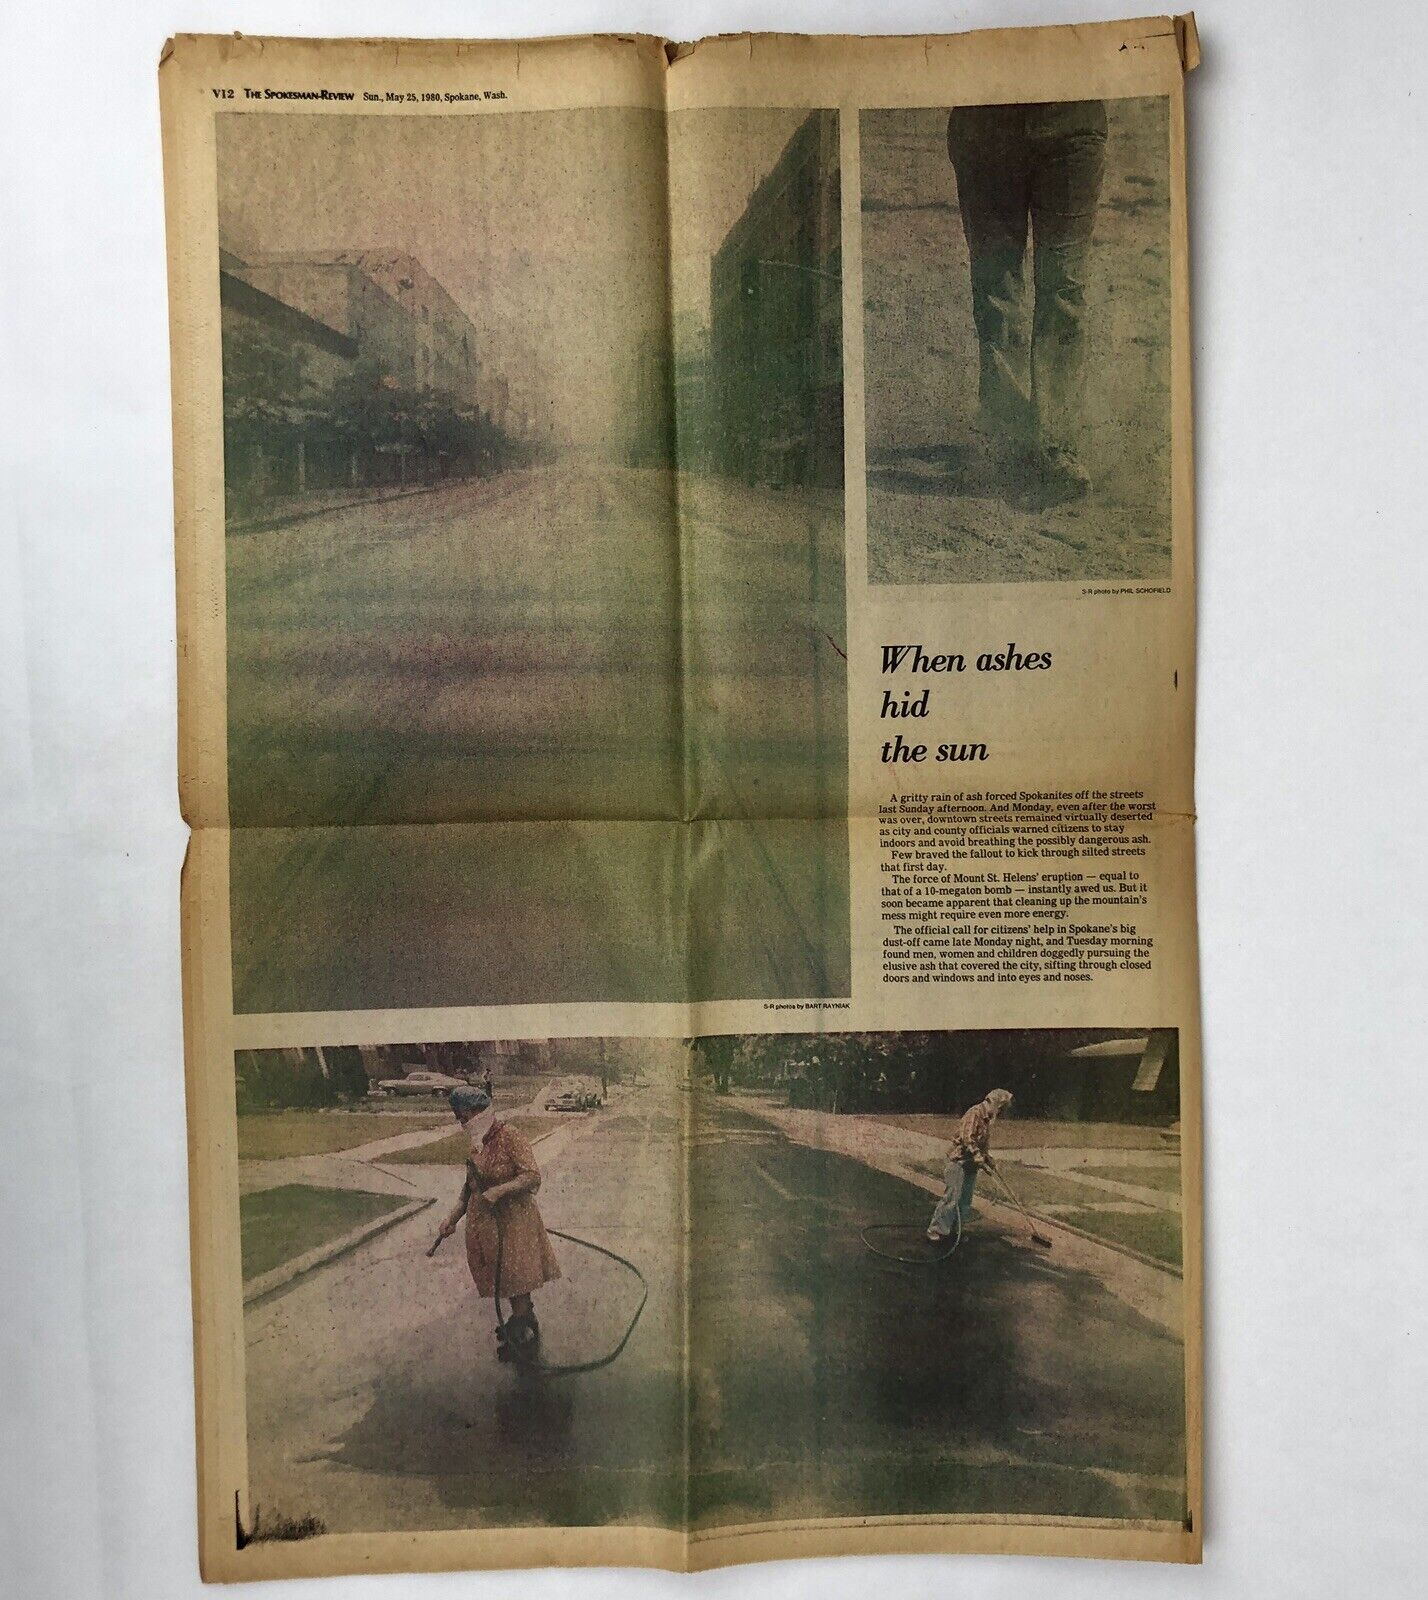 V12 THE SPOKESMAN-REVIEW Sun., May 25, 1980, Spokane, Wash.
S-R photo by PHIL SCHOFIELD
When ashes
hid
the sun
A gritty rain of ash forced Spokanites off the streets
last Sunday afternoon. And Monday, even after the worst
was over, downtown streets remained virtually deserted
as city and county officials warned citizens to stay
indoors and avoid breathing the possibly dangerous ash.
Few braved the fallout to kick through silted streets
that first day.
The force of Mount St. Helens' eruption — equal to
that of a 10-megaton bomb — instantly awed us. But it
soon became apparent that cleaning up the mountain's
mess might require even more energy.
The official call for citizens' help in Spokane's big
dust-off came late Monday night, and Tuesday morning
found men, women and children doggedly pursuing the
elusive ash that covered the city, sifting through closed
doors and windows and into eyes and noses.
S-R photos by BART RAYNIAK